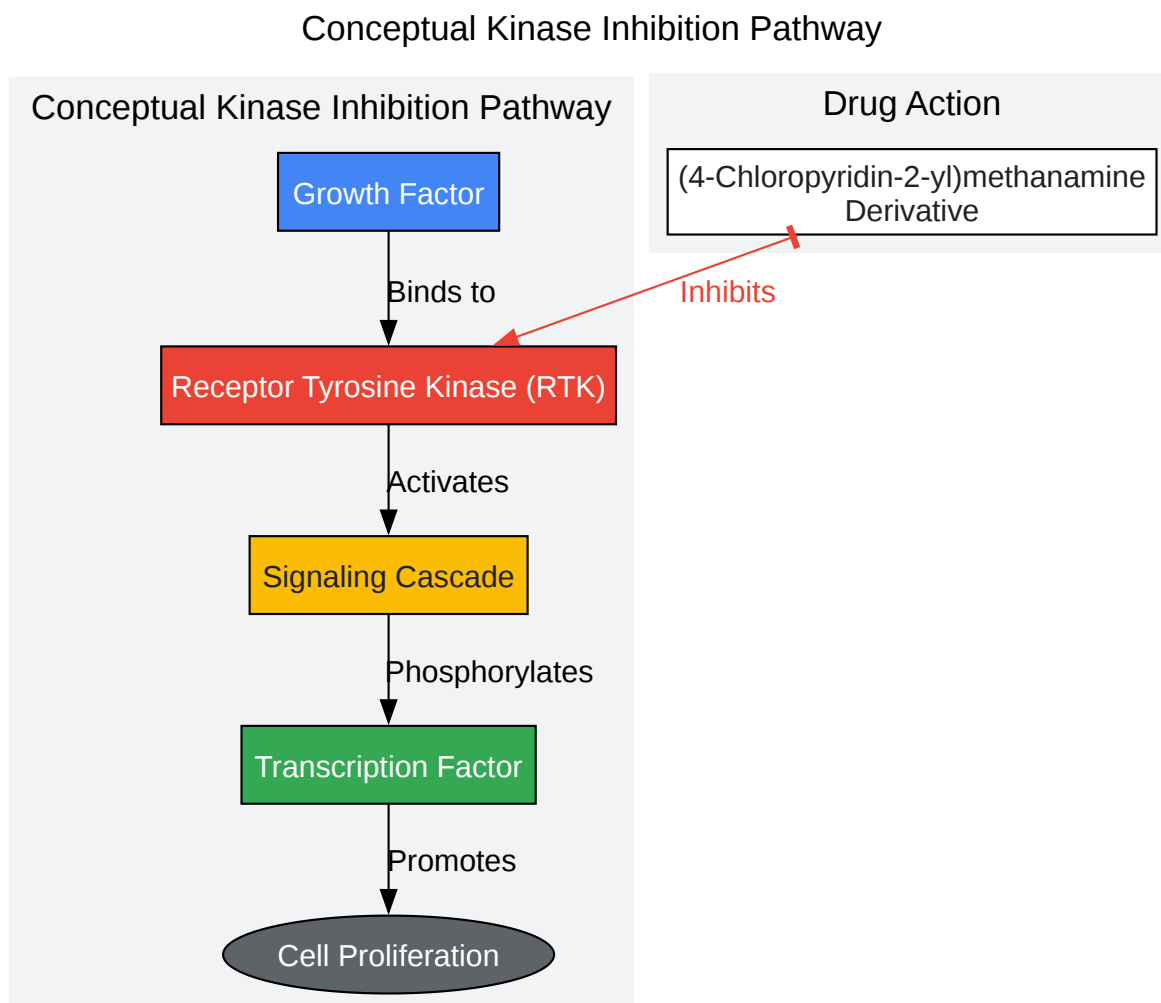 Conceptual Kinase Inhibition Pathway
Conceptual Kinase Inhibition Pathway
Drug Action
(4-Chloropyridin-2-yl)methanamine
Derivative
Growth Factor
Binds to
Inhibits
Receptor Tyrosine Kinase (RTK)
Activates
Signaling Cascade
Phosphorylates
Transcription Factor
Promotes
Cell Proliferation